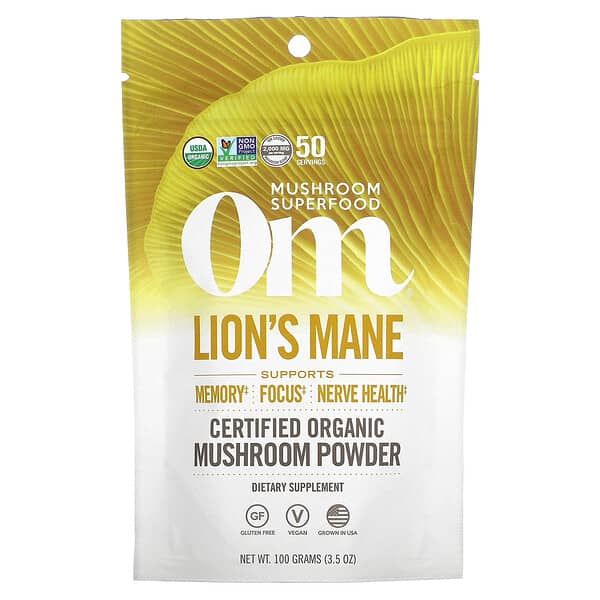 USDA
ORGANIC
NON
GMO
Project
VERIFIED
nongmoproject.org
2,000 MG
50
SERVINGS
MUSHROOM
SUPERFOOD
Om
LION'S MANE
SUPPORTS
MEMORY‡ FOCUS‡ NERVE HEALTH‡
CERTIFIED ORGANIC
MUSHROOM POWDER
DIETARY SUPPLEMENT
GF V
GLUTEN FREE VEGAN GROWN IN USA
NET WT. 100 GRAMS (3.5 OZ)